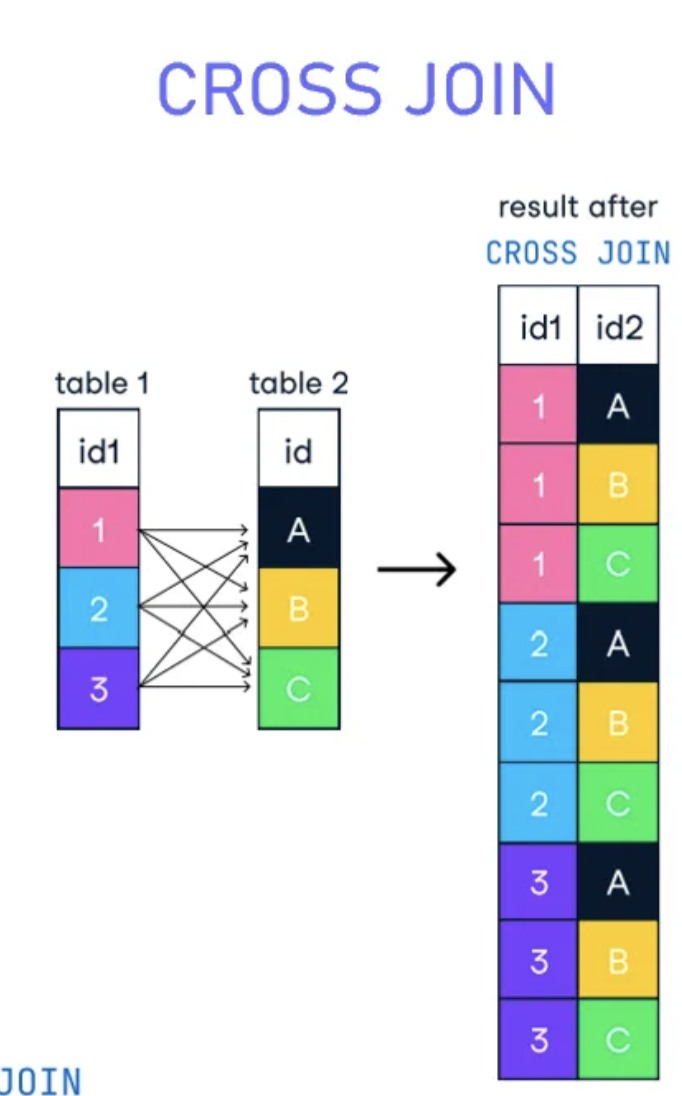 CROSS JOIN
result after
CROSS JOIN
table 1
id1
1
2
3
table 2
id
A
B
C
id1 id2
1 A
1 B
1 C
2 A
2 B
2 C
3 A
3 B
3 C
JOIN